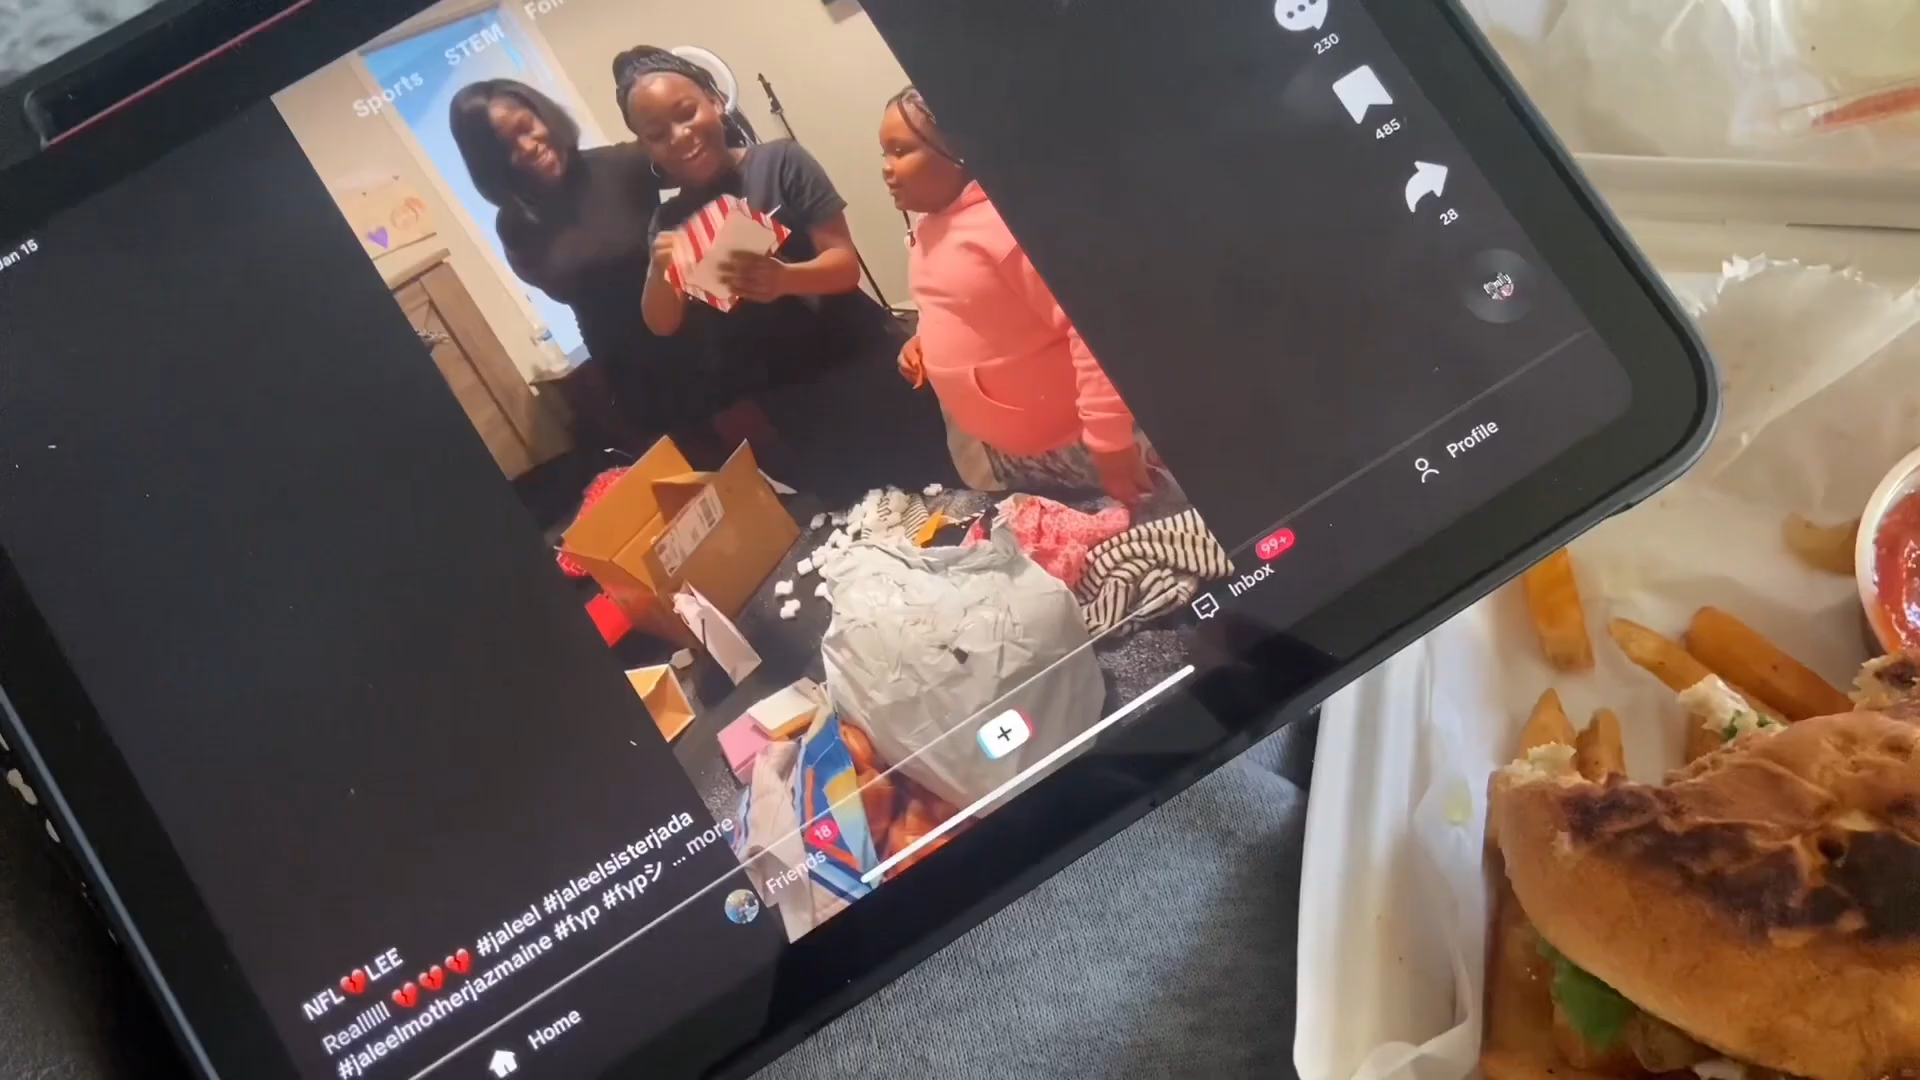 Sports
STEM
230
485
28
Jan 15
Profile
99+
Inbox
18
Friends
NFL💔LEE
Reallllll 💔💔💔 #jaleel #jaleelsisterjada
#jaleelmotherjazmaine #fyp #fypシ ... more
Home